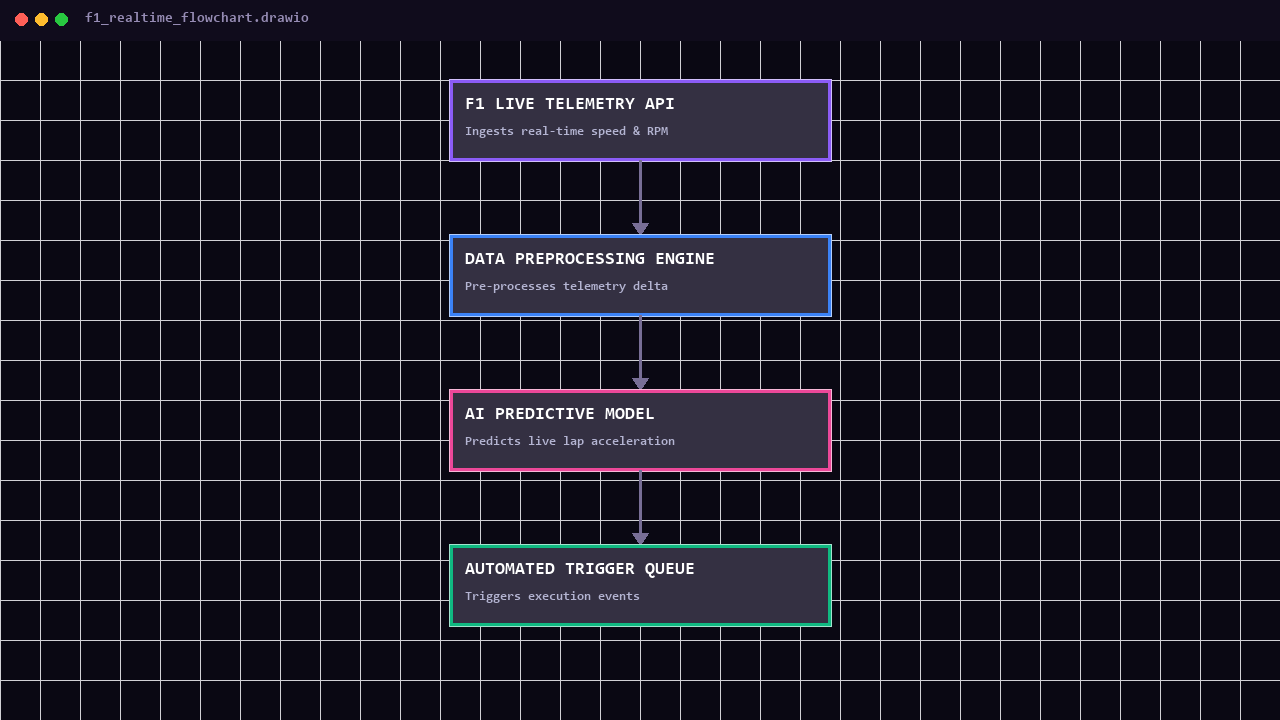 f1_realtime_flowchart.drawio
F1 LIVE TELEMETRY API
Ingests real-time speed & RPM
DATA PREPROCESSING ENGINE
Pre-processes telemetry delta
AI PREDICTIVE MODEL
Predicts live lap acceleration
AUTOMATED TRIGGER QUEUE
Triggers execution events